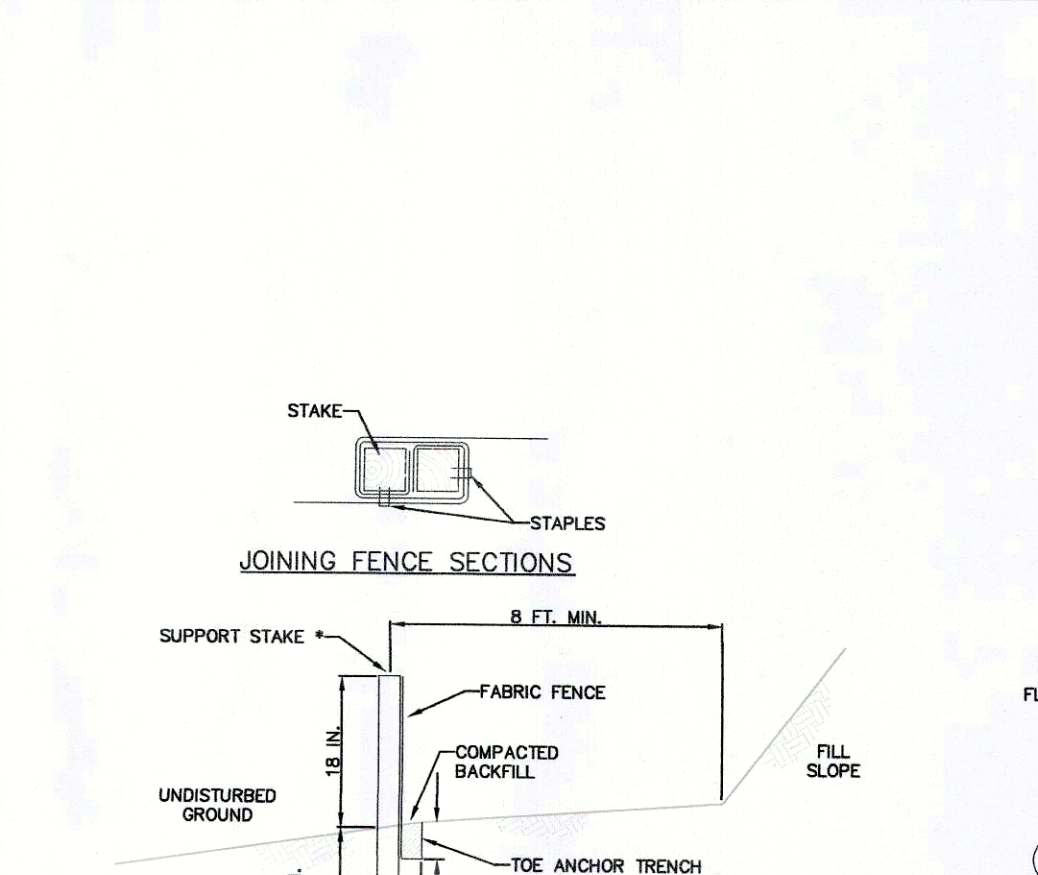 STAKE
STAPLES
JOINING FENCE SECTIONS
8 FT. MIN.
SUPPORT STAKE *
FABRIC FENCE
18 IN.
COMPACTED
BACKFILL
FILL
SLOPE
UNDISTURBED
GROUND
TOE ANCHOR TRENCH